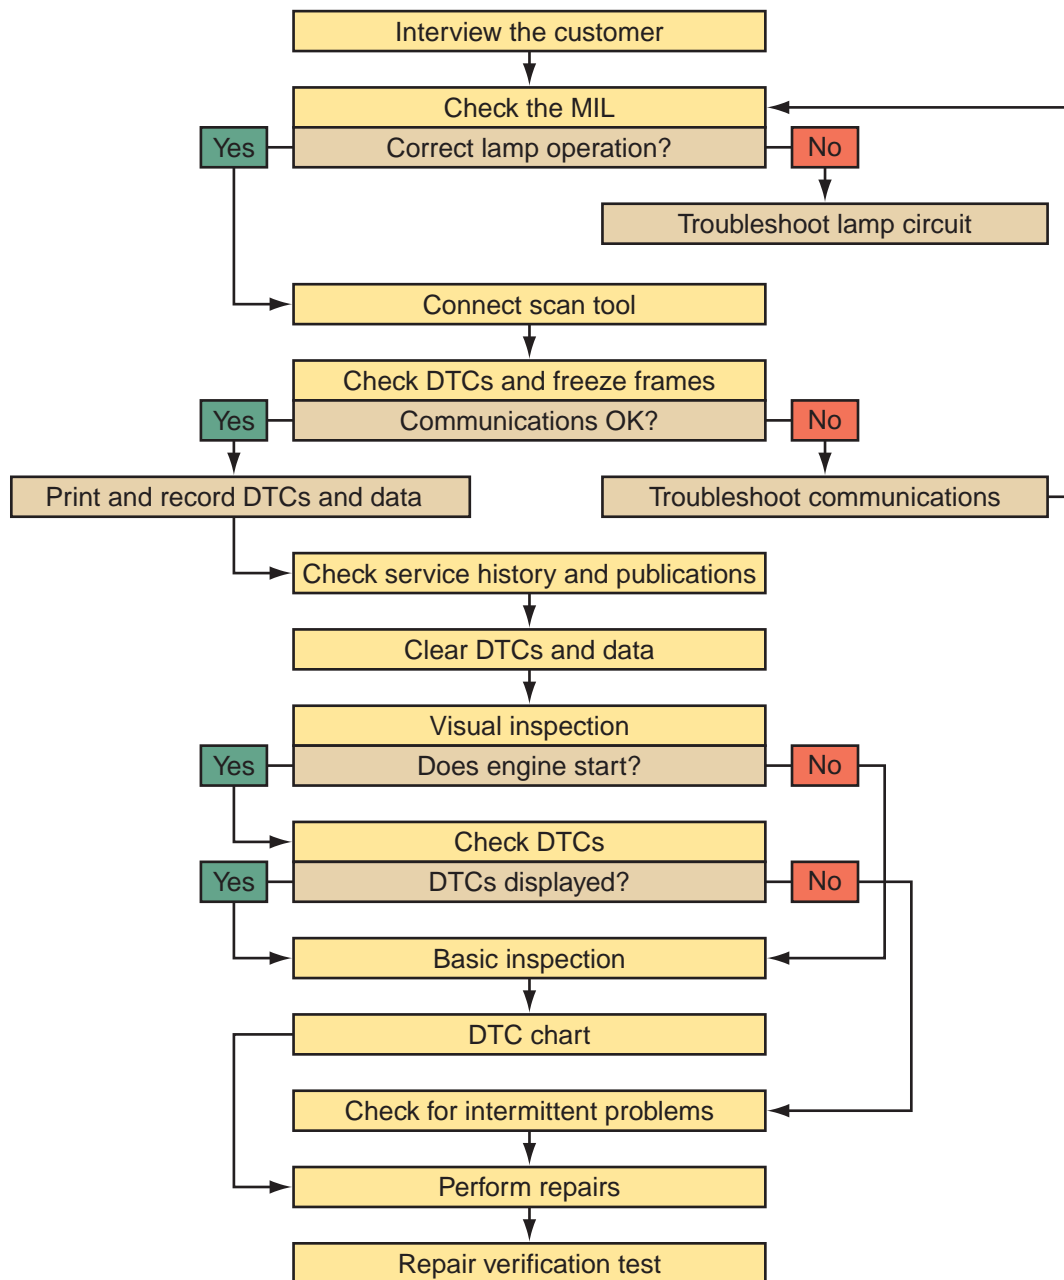 Interview the customer
Check the MIL
Yes
Correct lamp operation?
No
Troubleshoot lamp circuit
Connect scan tool
Check DTCs and freeze frames
Yes
Communications OK?
No
Print and record DTCs and data
Troubleshoot communications
Check service history and publications
Clear DTCs and data
Visual inspection
Yes
Does engine start?
No
Check DTCs
Yes
DTCs displayed?
No
Basic inspection
DTC chart
Check for intermittent problems
Perform repairs
Repair verification test